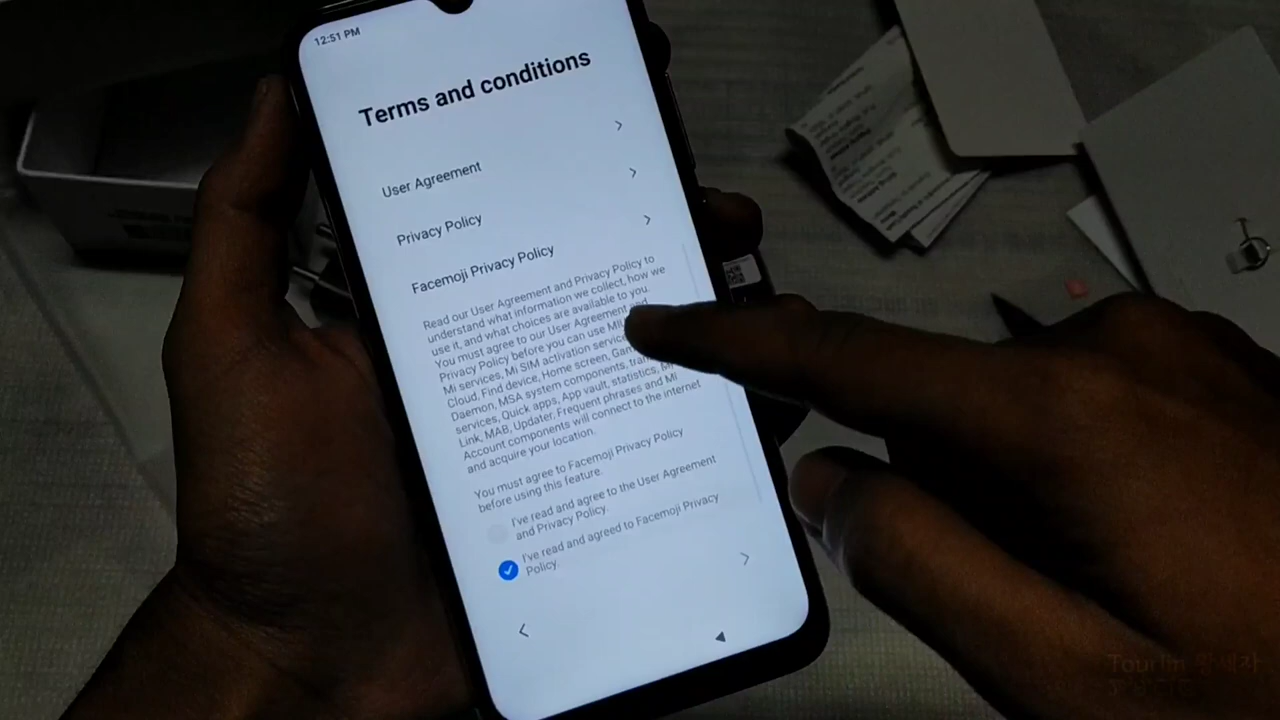 12:51 PM
Terms and conditions
User Agreement
Privacy Policy
Facemoji Privacy Policy
Read our User Agreement and Privacy Policy to
understand what information we collect, how we
use it, and what choices are available to you.
You must agree to our User Agreement and
Privacy Policy before you can use
Mi services, Mi SIM activation
Cloud, Find device, Home screen,
Daemon, MSA system components,
services, Quick apps, App vault, statistics,
Link, MAB, Updater, Frequent phrases and Mi
Account components will connect to the internet
and acquire your location.
You must agree to Facemoji Privacy Policy
before using this feature.
I've read and agree to the User Agreement
and Privacy Policy.
I've read and agreed to Facemoji Privacy
Policy.